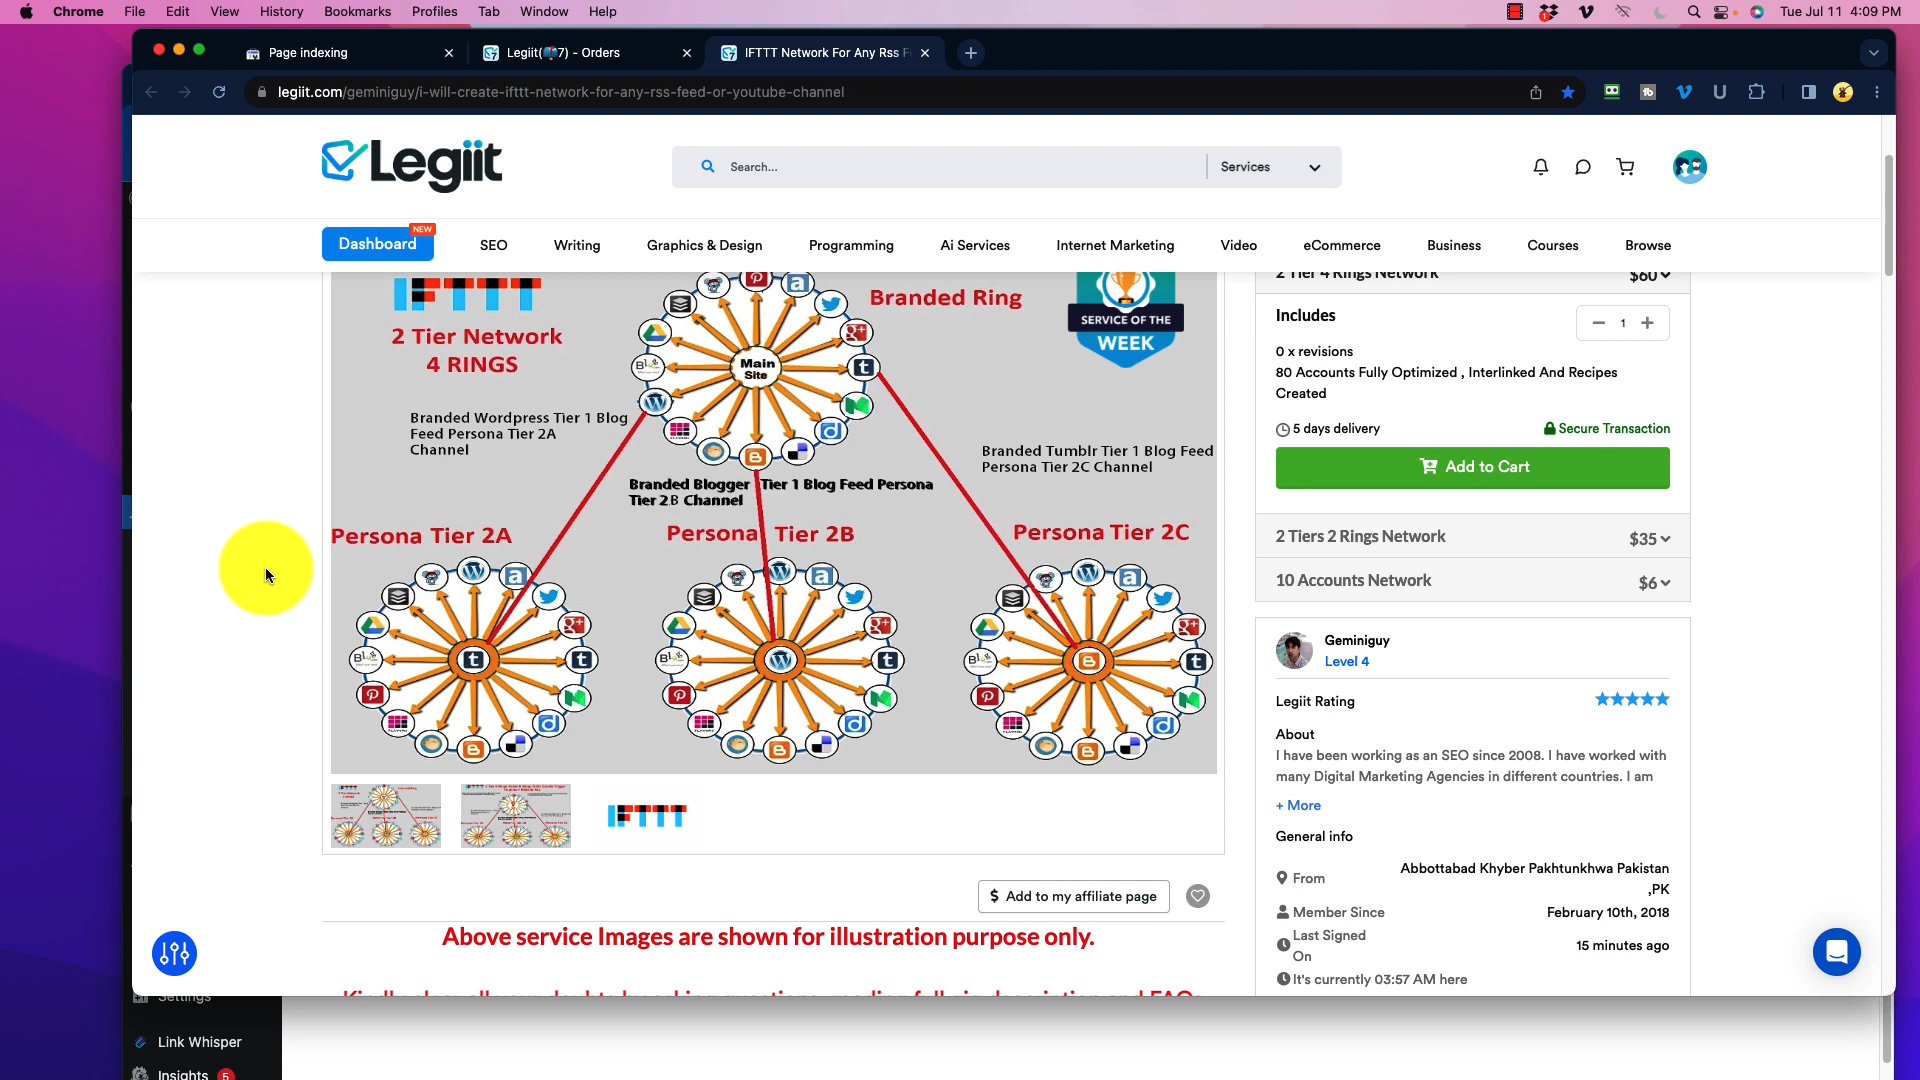 Chrome File Edit View History Bookmarks Profiles Tab Window Help
Tue Jul 11 4:09 PM
Page indexing
Legiit(7) - Orders
IFTTT Network For Any Rss F
legiit.com/geminiguy/i-will-create-ifttt-network-for-any-rss-feed-or-youtube-channel
Legiit
Search...
Services
Dashboard
NEW
SEO
Writing
Graphics & Design
Programming
Ai Services
Internet Marketing
Video
eCommerce
Business
Courses
Browse
IFTTT
2 Tier Network
4 RINGS
Branded Ring
SERVICE OF THE
WEEK
Main
Site
Branded Wordpress Tier 1 Blog
Feed Persona Tier 2A
Channel
Branded Tumblr Tier 1 Blog Feed
Persona Tier 2C Channel
Branded Blogger Tier 1 Blog Feed Persona
Tier 2B Channel
Persona Tier 2A
Persona Tier 2B
Persona Tier 2C
IFTTT
$ Add to my affiliate page
Above service Images are shown for illustration purpose only.
2 Tier 4 Rings Network
$60
Includes
1
0 x revisions
80 Accounts Fully Optimized , Interlinked And Recipes
Created
5 days delivery
Secure Transaction
Add to Cart
2 Tiers 2 Rings Network
$35
10 Accounts Network
$6
Geminiguy
Level 4
Legiit Rating
About
I have been working as an SEO since 2008. I have worked with
many Digital Marketing Agencies in different countries. I am
+ More
General info
From
Abbottabad Khyber Pakhtunkhwa Pakistan
,PK
Member Since
February 10th, 2018
Last Signed
On
15 minutes ago
It's currently 03:57 AM here
Settings
Link Whisper
Insights 5